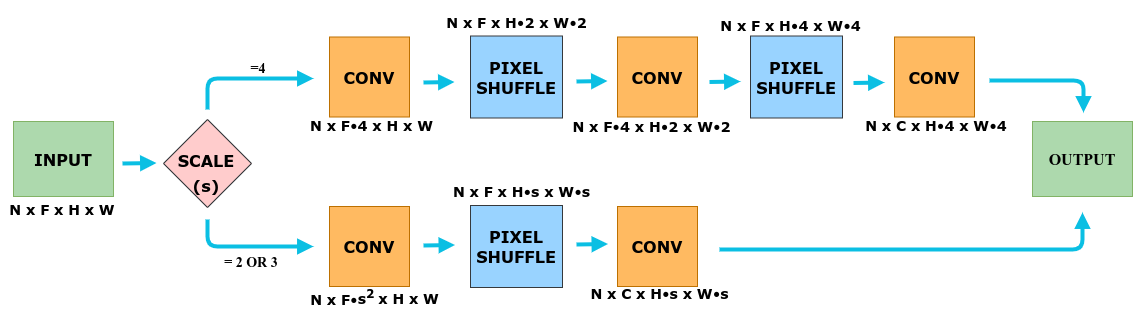 N x F x H•2 x W•2
N x F x H•4 x W•4
=4
CONV
PIXEL
SHUFFLE
CONV
PIXEL
SHUFFLE
CONV
N x F•4 x H x W
N x F•4 x H•2 x W•2
N x C x H•4 x W•4
INPUT
SCALE
(s)
OUTPUT
N x F x H x W
N x F x H•s x W•s
CONV
PIXEL
SHUFFLE
CONV
= 2 OR 3
N x F•s² x H x W
N x C x H•s x W•s